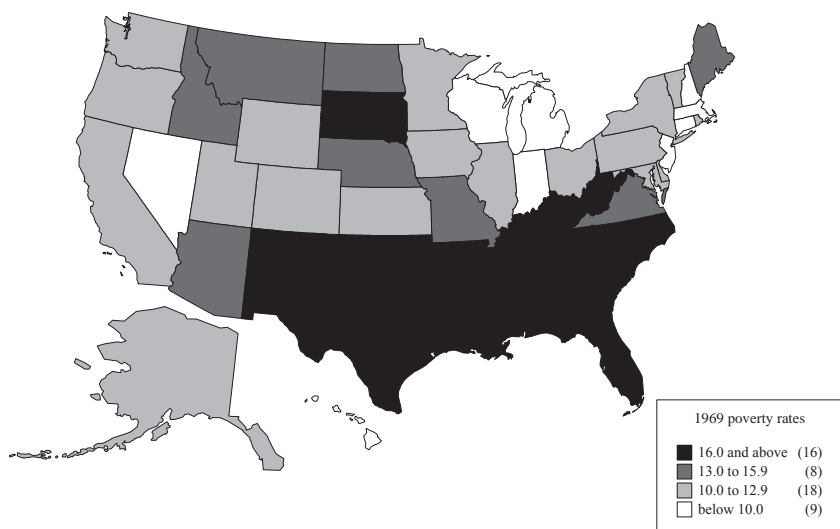 1969 poverty rates
16.0 and above (16)
13.0 to 15.9 (8)
10.0 to 12.9 (18)
below 10.0 (9)